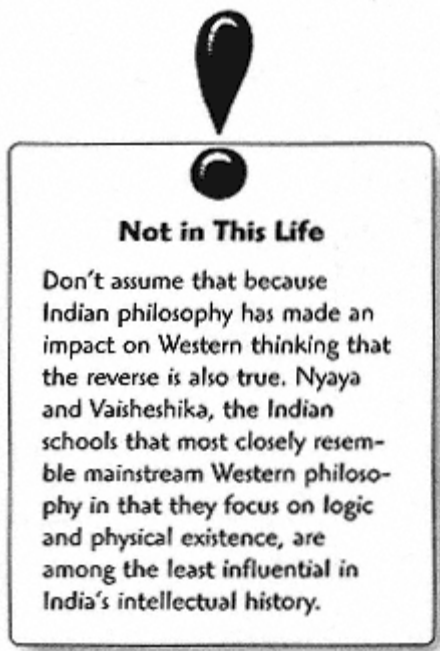 Not in This Life
Don't assume that because
Indian philosophy has made an
impact on Western thinking that
the reverse is also true. Nyaya
and Vaisheshika, the Indian
schools that most closely resem-
ble mainstream Western philoso-
phy in that they focus on logic
and physical existence, are
among the least influential in
India's intellectual history.